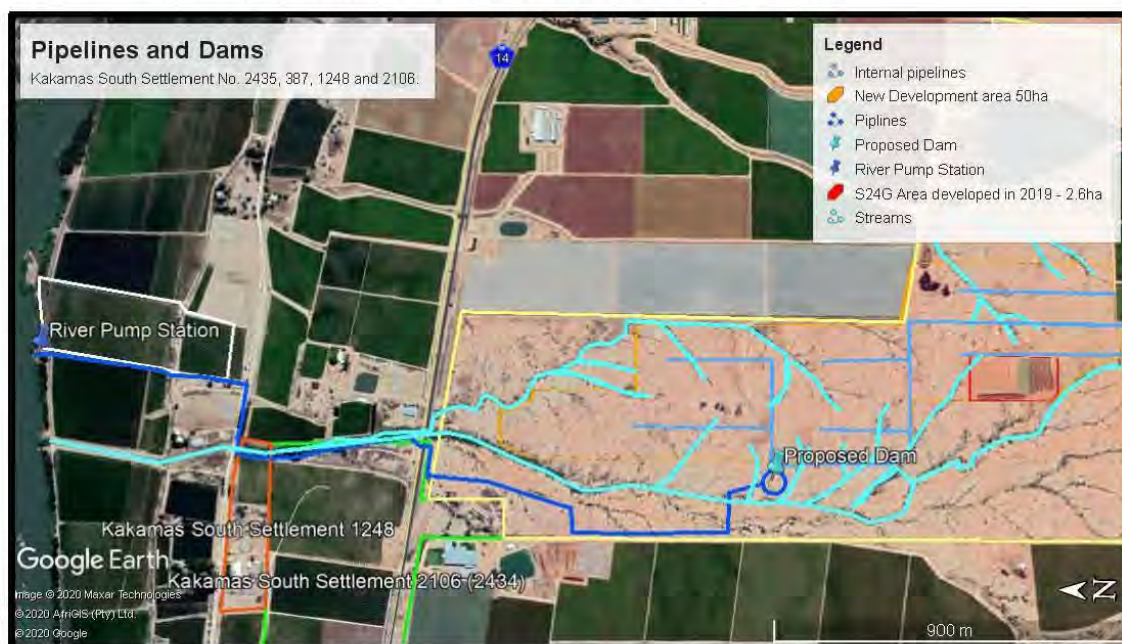 Pipelines and Dams
Kakamas South Settlement No. 2435, 387, 1248 and 2106.
14
Legend
Internal pipelines
New Development area 50ha
Piplines
Proposed Dam
River Pump Station
S24G Area developed in 2019 - 2.6ha
Streams
River Pump Station
Proposed Dam
Kakamas South Settlement 1248
Kakamas South Settlement 2106 (2434)
Google Earth
Image © 2020 Maxar Technologies
© 2020 AfriGIS (Pty) Ltd.
© 2020 Google
N
900 m